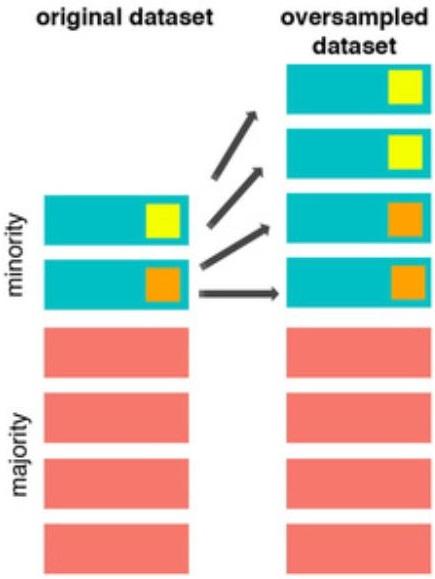 original dataset
oversampled
dataset
minority
majority